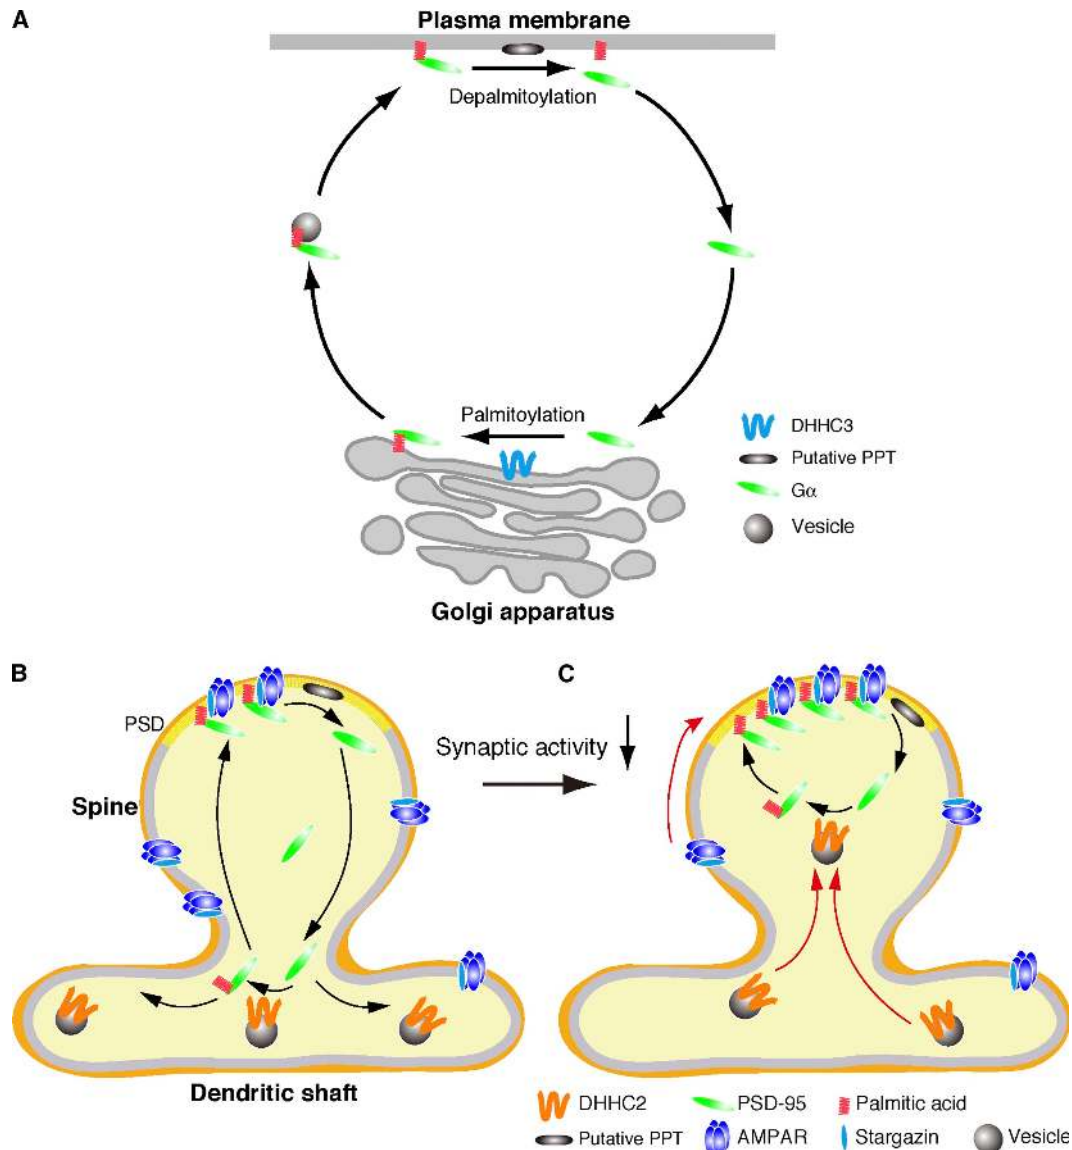 A
Plasma membrane
Depalmitoylation
Palmitoylation
DHHC3
Putative PPT
Gα
Vesicle
Golgi apparatus
B
C
PSD
Synaptic activity
Spine
Dendritic shaft
DHHC2
PSD-95
Palmitic acid
Putative PPT
AMPAR
Stargazin
Vesicle